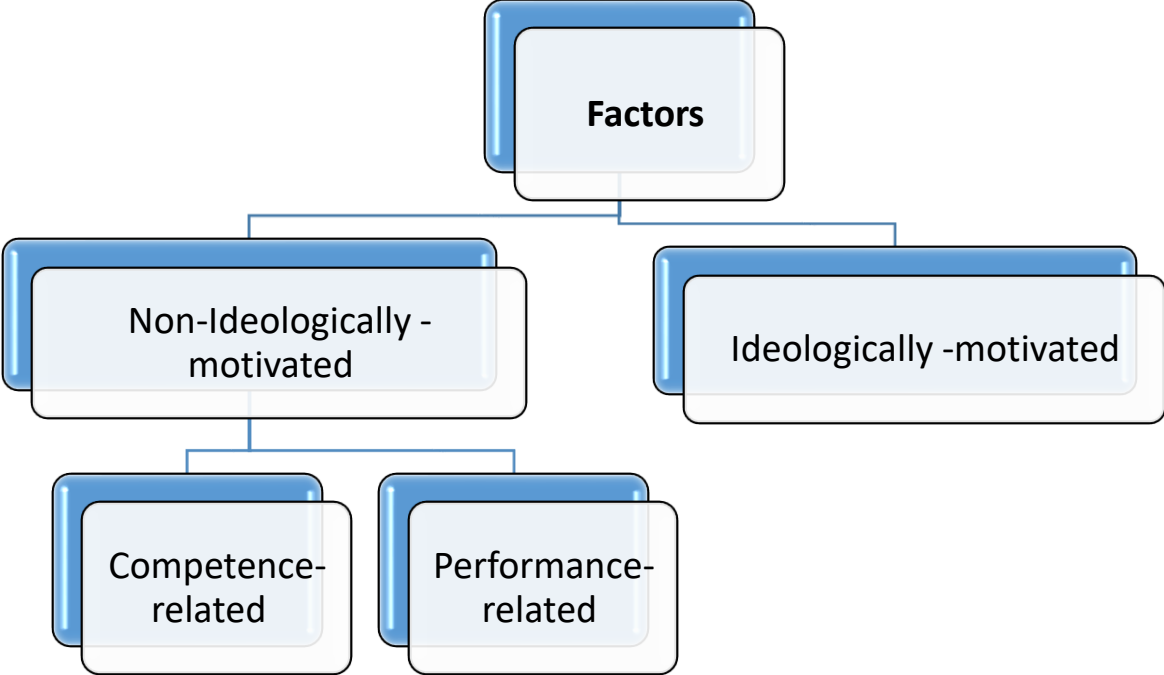 Factors
Non-Ideologically -
motivated
Ideologically -motivated
Competence-
related
Performance-
related